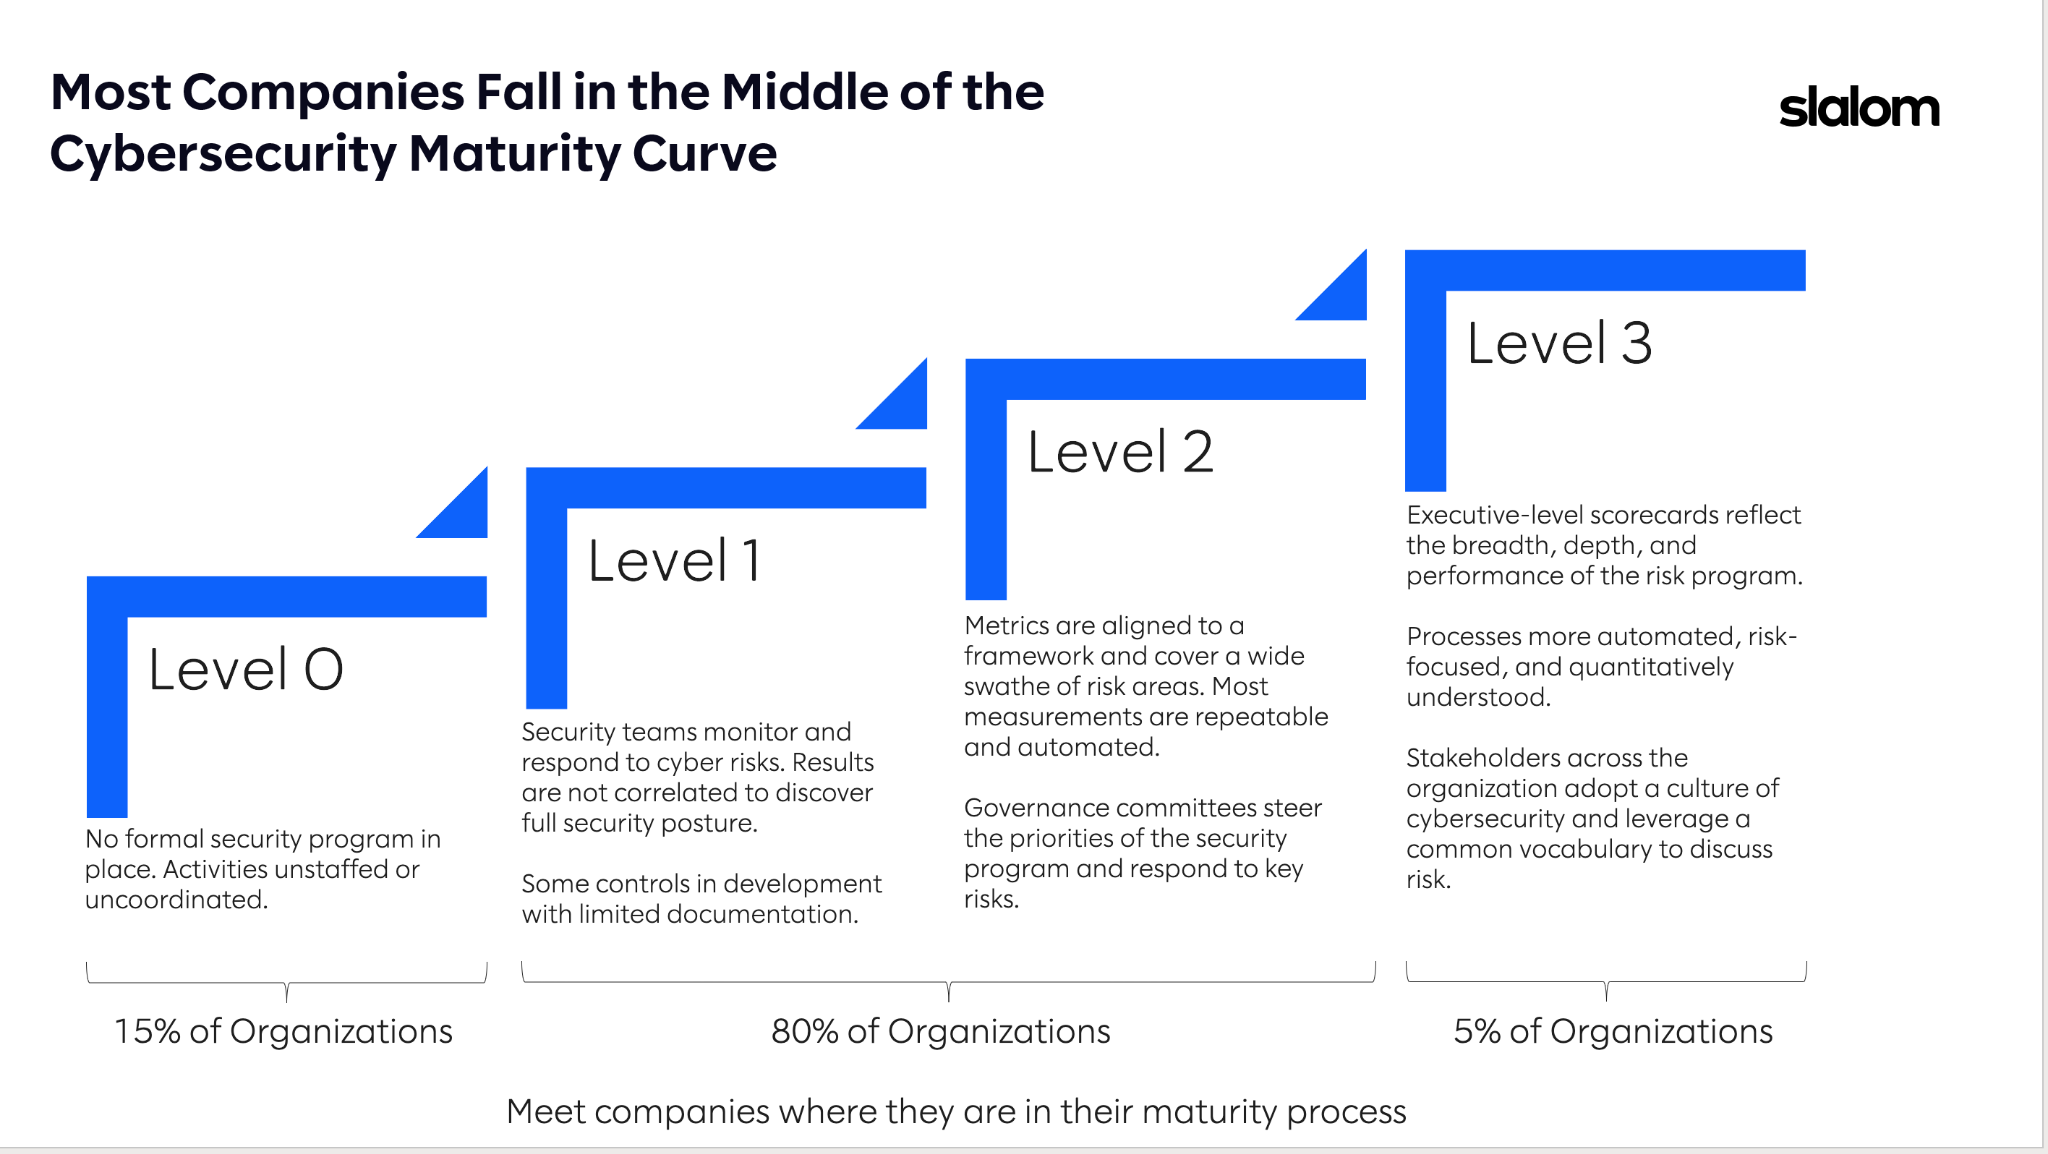 Most Companies Fall in the Middle of the
Cybersecurity Maturity Curve
slalom
Level 0
No formal security program in
place. Activities unstaffed or
uncoordinated.
Level 1
Security teams monitor and
respond to cyber risks. Results
are not correlated to discover
full security posture.
Some controls in development
with limited documentation.
Level 2
Metrics are aligned to a
framework and cover a wide
swathe of risk areas. Most
measurements are repeatable
and automated.
Governance committees steer
the priorities of the security
program and respond to key
risks.
Level 3
Executive-level scorecards reflect
the breadth, depth, and
performance of the risk program.
Processes more automated, risk-
focused, and quantitatively
understood.
Stakeholders across the
organization adopt a culture of
cybersecurity and leverage a
common vocabulary to discuss
risk.
15% of Organizations
80% of Organizations
5% of Organizations
Meet companies where they are in their maturity process